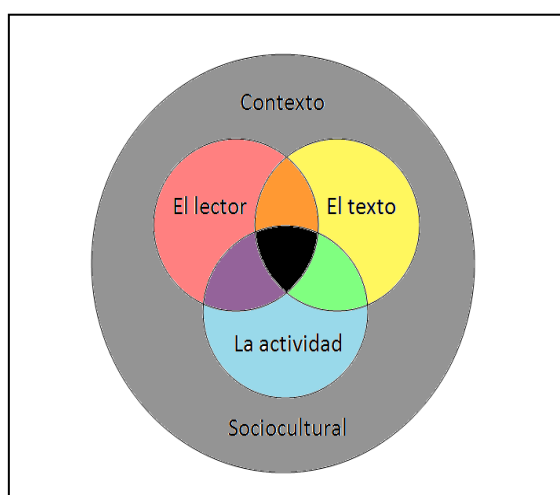 Contexto
El lector
El texto
La actividad
Sociocultural